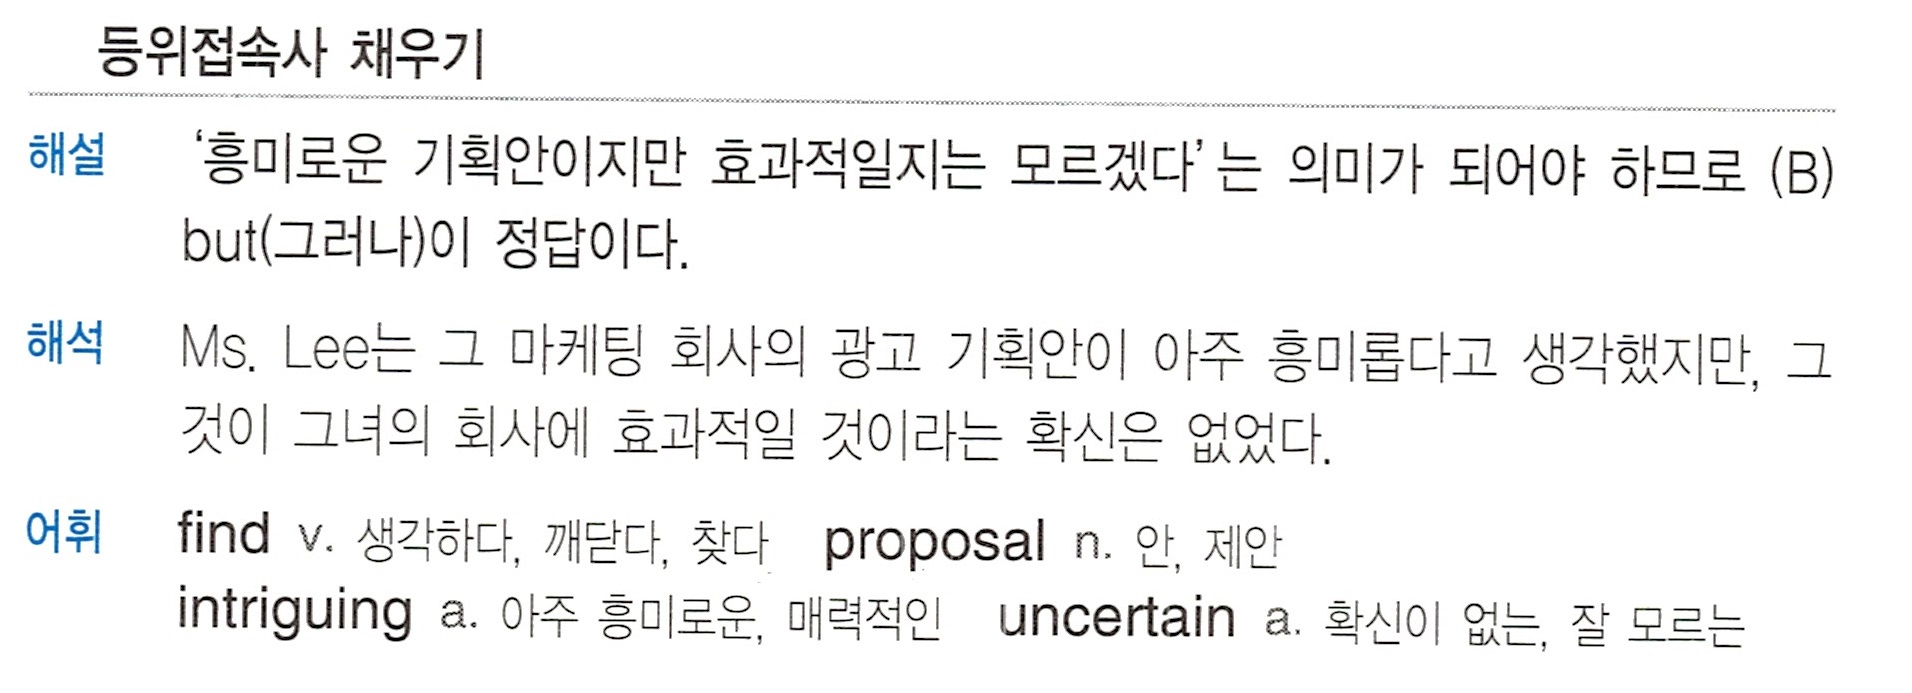 등위접속사 채우기
해설 '흥미로운 기획안이지만 효과적일지는 모르겠다'는 의미가 되어야 하므로 (B)
but(그러나)이 정답이다.
해석 Ms. Lee는 그 마케팅 회사의 광고 기획안이 아주 흥미롭다고 생각했지만, 그
것이 그녀의 회사에 효과적일 것이라는 확신은 없었다.
어휘 find v. 생각하다, 깨닫다, 찾다 proposal n. 안, 제안
intriguing a. 아주 흥미로운, 매력적인 uncertain a. 확신이 없는, 잘 모르는